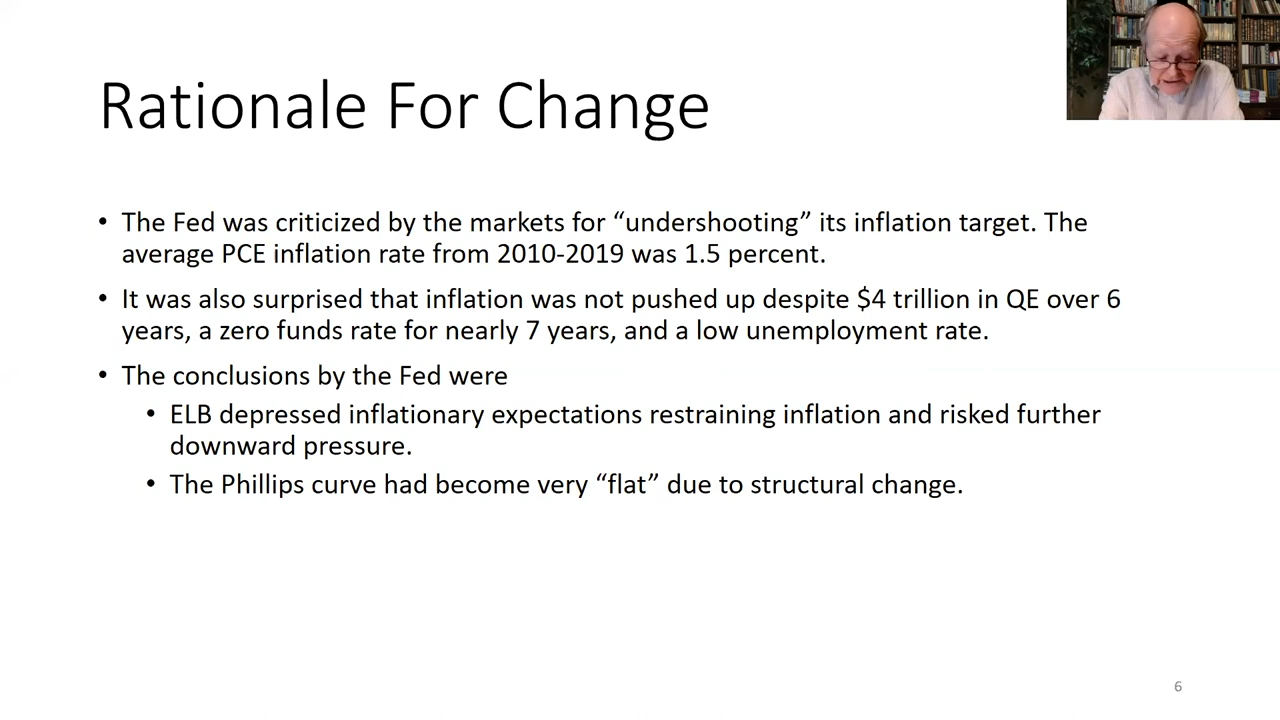 Rationale For Change
• The Fed was criticized by the markets for “undershooting” its inflation target. The
average PCE inflation rate from 2010-2019 was 1.5 percent.
• It was also surprised that inflation was not pushed up despite $4 trillion in QE over 6
years, a zero funds rate for nearly 7 years, and a low unemployment rate.
• The conclusions by the Fed were
• ELB depressed inflationary expectations restraining inflation and risked further
downward pressure.
• The Phillips curve had become very “flat” due to structural change.
6